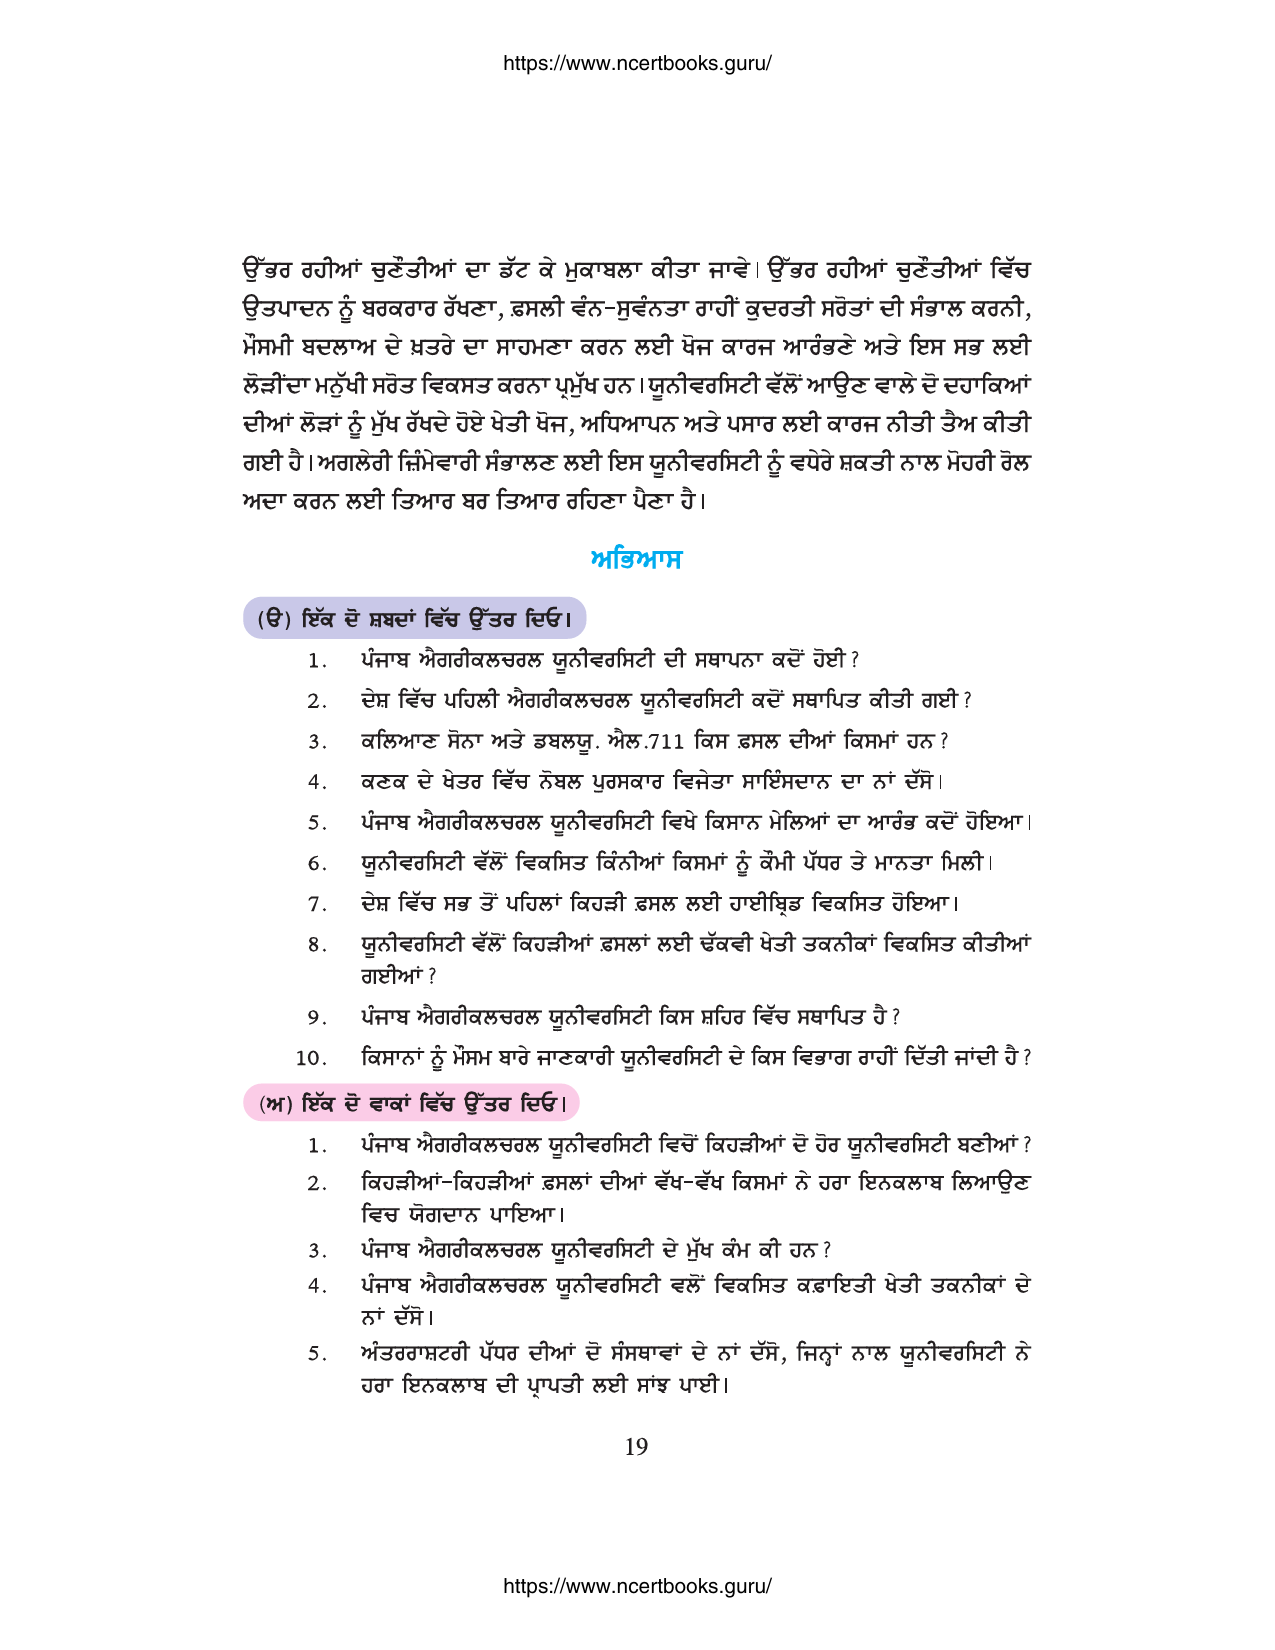 https://www.ncertbooks.guru/
ਉੱਭਰ ਰਹੀਆਂ ਚੁਣੌਤੀਆਂ ਦਾ ਡੱਟ ਕੇ ਮੁਕਾਬਲਾ ਕੀਤਾ ਜਾਵੇ। ਉੱਭਰ ਰਹੀਆਂ ਚੁਣੌਤੀਆਂ ਵਿੱਚ
ਉਤਪਾਦਨ ਨੂੰ ਬਰਕਰਾਰ ਰੱਖਣਾ, ਫ਼ਸਲੀ ਵੰਨ-ਸੁਵੰਨਤਾ ਰਾਹੀਂ ਕੁਦਰਤੀ ਸਰੋਤਾਂ ਦੀ ਸੰਭਾਲ ਕਰਨੀ,
ਮੌਸਮੀ ਬਦਲਾਅ ਦੇ ਖ਼ਤਰੇ ਦਾ ਸਾਹਮਣਾ ਕਰਨ ਲਈ ਖੋਜ ਕਾਰਜ ਆਰੰਭਣੇ ਅਤੇ ਇਸ ਸਭ ਲਈ
ਲੋੜੀਂਦਾ ਮਨੁੱਖੀ ਸਰੋਤ ਵਿਕਸਤ ਕਰਨਾ ਪ੍ਰਮੁੱਖ ਹਨ। ਯੂਨੀਵਰਸਿਟੀ ਵੱਲੋਂ ਆਉਣ ਵਾਲੇ ਦੋ ਦਹਾਕਿਆਂ
ਦੀਆਂ ਲੋੜਾਂ ਨੂੰ ਮੁੱਖ ਰੱਖਦੇ ਹੋਏ ਖੇਤੀ ਖੋਜ, ਅਧਿਆਪਨ ਅਤੇ ਪਸਾਰ ਲਈ ਕਾਰਜ ਨੀਤੀ ਤੈਅ ਕੀਤੀ
ਗਈ ਹੈ। ਅਗਲੇਰੀ ਜ਼ਿੰਮੇਵਾਰੀ ਸੰਭਾਲਣ ਲਈ ਇਸ ਯੂਨੀਵਰਸਿਟੀ ਨੂੰ ਵਧੇਰੇ ਸ਼ਕਤੀ ਨਾਲ ਮੋਹਰੀ ਰੋਲ
ਅਦਾ ਕਰਨ ਲਈ ਤਿਆਰ ਬਰ ਤਿਆਰ ਰਹਿਣਾ ਪੈਣਾ ਹੈ।
ਅਭਿਆਸ
(ੳ) ਇੱਕ ਦੋ ਸ਼ਬਦਾਂ ਵਿੱਚ ਉੱਤਰ ਦਿਓ।
1. ਪੰਜਾਬ ਐਗਰੀਕਲਚਰਲ ਯੂਨੀਵਰਸਿਟੀ ਦੀ ਸਥਾਪਨਾ ਕਦੋਂ ਹੋਈ ?
2. ਦੇਸ਼ ਵਿੱਚ ਪਹਿਲੀ ਐਗਰੀਕਲਚਰਲ ਯੂਨੀਵਰਸਿਟੀ ਕਦੋਂ ਸਥਾਪਿਤ ਕੀਤੀ ਗਈ ?
3. ਕਲਿਆਣ ਸੋਨਾ ਅਤੇ ਡਬਲਯੂ. ਐਲ.711 ਕਿਸ ਫ਼ਸਲ ਦੀਆਂ ਕਿਸਮਾਂ ਹਨ ?
4. ਕਣਕ ਦੇ ਖੇਤਰ ਵਿੱਚ ਨੋਬਲ ਪੁਰਸਕਾਰ ਵਿਜੇਤਾ ਸਾਇੰਸਦਾਨ ਦਾ ਨਾਂ ਦੱਸੋ।
5. ਪੰਜਾਬ ਐਗਰੀਕਲਚਰਲ ਯੂਨੀਵਰਸਿਟੀ ਵਿਖੇ ਕਿਸਾਨ ਮੇਲਿਆਂ ਦਾ ਆਰੰਭ ਕਦੋਂ ਹੋਇਆ।
6. ਯੂਨੀਵਰਸਿਟੀ ਵੱਲੋਂ ਵਿਕਸਿਤ ਕਿੰਨੀਆਂ ਕਿਸਮਾਂ ਨੂੰ ਕੌਮੀ ਪੱਧਰ ਤੇ ਮਾਨਤਾ ਮਿਲੀ।
7. ਦੇਸ਼ ਵਿੱਚ ਸਭ ਤੋਂ ਪਹਿਲਾਂ ਕਿਹੜੀ ਫ਼ਸਲ ਲਈ ਹਾਈਬ੍ਰਿਡ ਵਿਕਸਿਤ ਹੋਇਆ।
8. ਯੂਨੀਵਰਸਿਟੀ ਵੱਲੋਂ ਕਿਹੜੀਆਂ ਫ਼ਸਲਾਂ ਲਈ ਢੱਕਵੀ ਖੇਤੀ ਤਕਨੀਕਾਂ ਵਿਕਸਿਤ ਕੀਤੀਆਂ
ਗਈਆਂ ?
9. ਪੰਜਾਬ ਐਗਰੀਕਲਚਰਲ ਯੂਨੀਵਰਸਿਟੀ ਕਿਸ ਸ਼ਹਿਰ ਵਿੱਚ ਸਥਾਪਿਤ ਹੈ ?
10. ਕਿਸਾਨਾਂ ਨੂੰ ਮੌਸਮ ਬਾਰੇ ਜਾਣਕਾਰੀ ਯੂਨੀਵਰਸਿਟੀ ਦੇ ਕਿਸ ਵਿਭਾਗ ਰਾਹੀਂ ਦਿੱਤੀ ਜਾਂਦੀ ਹੈ ?
(ਅ) ਇੱਕ ਦੋ ਵਾਕਾਂ ਵਿੱਚ ਉੱਤਰ ਦਿਓ।
1. ਪੰਜਾਬ ਐਗਰੀਕਲਚਰਲ ਯੂਨੀਵਰਸਿਟੀ ਵਿਚੋਂ ਕਿਹੜੀਆਂ ਦੋ ਹੋਰ ਯੂਨੀਵਰਸਿਟੀ ਬਣੀਆਂ ?
2. ਕਿਹੜੀਆਂ-ਕਿਹੜੀਆਂ ਫ਼ਸਲਾਂ ਦੀਆਂ ਵੱਖ-ਵੱਖ ਕਿਸਮਾਂ ਨੇ ਹਰਾ ਇਨਕਲਾਬ ਲਿਆਉਣ
ਵਿਚ ਯੋਗਦਾਨ ਪਾਇਆ।
3. ਪੰਜਾਬ ਐਗਰੀਕਲਚਰਲ ਯੂਨੀਵਰਸਿਟੀ ਦੇ ਮੁੱਖ ਕੰਮ ਕੀ ਹਨ ?
4. ਪੰਜਾਬ ਐਗਰੀਕਲਚਰਲ ਯੂਨੀਵਰਸਿਟੀ ਵਲੋਂ ਵਿਕਸਿਤ ਕਫ਼ਾਇਤੀ ਖੇਤੀ ਤਕਨੀਕਾਂ ਦੇ
ਨਾਂ ਦੱਸੋ।
5. ਅੰਤਰਰਾਸ਼ਟਰੀ ਪੱਧਰ ਦੀਆਂ ਦੋ ਸੰਸਥਾਵਾਂ ਦੇ ਨਾਂ ਦੱਸੋ, ਜਿਨ੍ਹਾਂ ਨਾਲ ਯੂਨੀਵਰਸਿਟੀ ਨੇ
ਹਰਾ ਇਨਕਲਾਬ ਦੀ ਪ੍ਰਾਪਤੀ ਲਈ ਸਾਂਝ ਪਾਈ।
19
https://www.ncertbooks.guru/